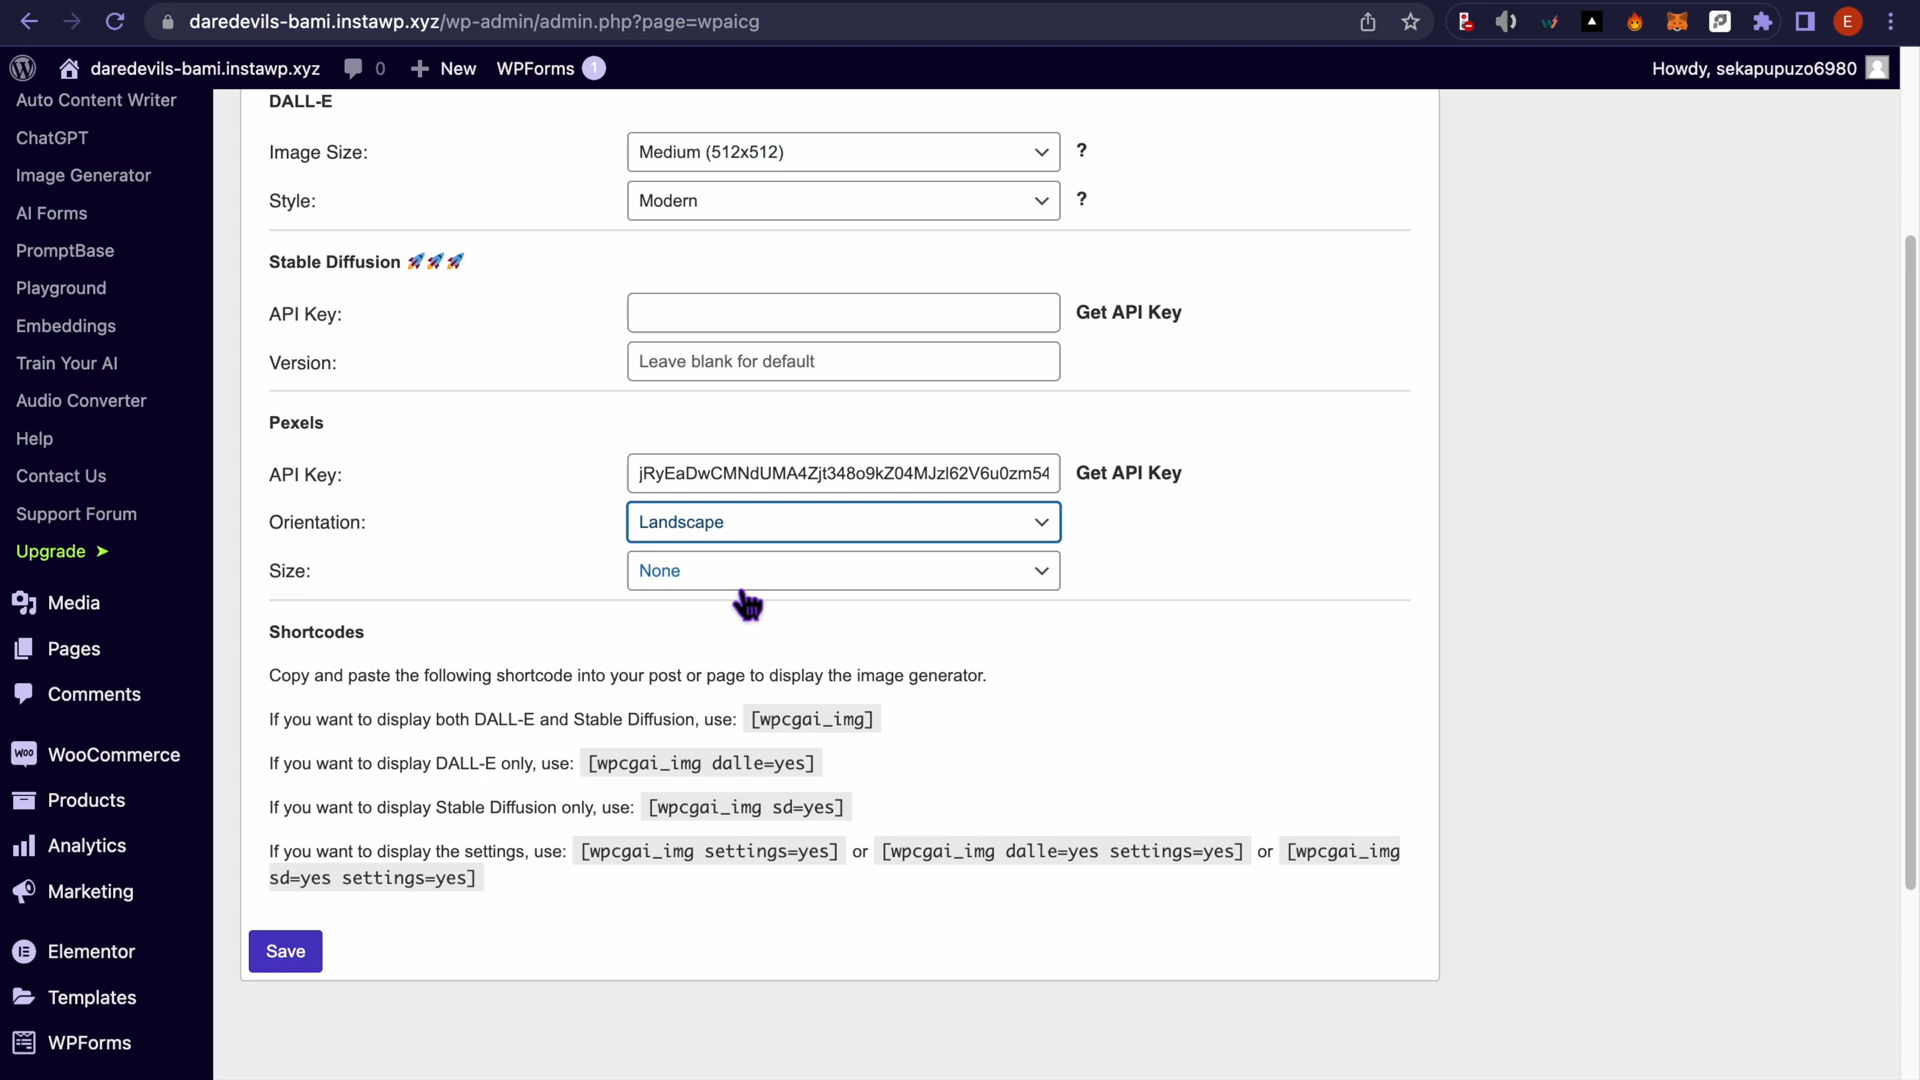 daredevils-bami.instawp.xyz/wp-admin/admin.php?page=wpaicg
E
daredevils-bami.instawp.xyz
0
New
WPForms 1
Howdy, sekapupuzo6980
Auto Content Writer
ChatGPT
Image Generator
AI Forms
PromptBase
Playground
Embeddings
Train Your AI
Audio Converter
Help
Contact Us
Support Forum
Upgrade ➤
Media
Pages
Comments
WooCommerce
Products
Analytics
Marketing
Elementor
Templates
WPForms
DALL-E
Image Size: Medium (512x512) ?
Style: Modern ?
Stable Diffusion 🚀🚀🚀
API Key: Get API Key
Version: Leave blank for default
Pexels
API Key: jRyEaDwCMNdUMA4Zjt348o9kZ04MJzl62V6u0zm54 Get API Key
Orientation: Landscape
Size: None
Shortcodes
Copy and paste the following shortcode into your post or page to display the image generator.
If you want to display both DALL-E and Stable Diffusion, use: [wpcgai_img]
If you want to display DALL-E only, use: [wpcgai_img dalle=yes]
If you want to display Stable Diffusion only, use: [wpcgai_img sd=yes]
If you want to display the settings, use: [wpcgai_img settings=yes] or [wpcgai_img dalle=yes settings=yes] or [wpcgai_img
sd=yes settings=yes]
Save